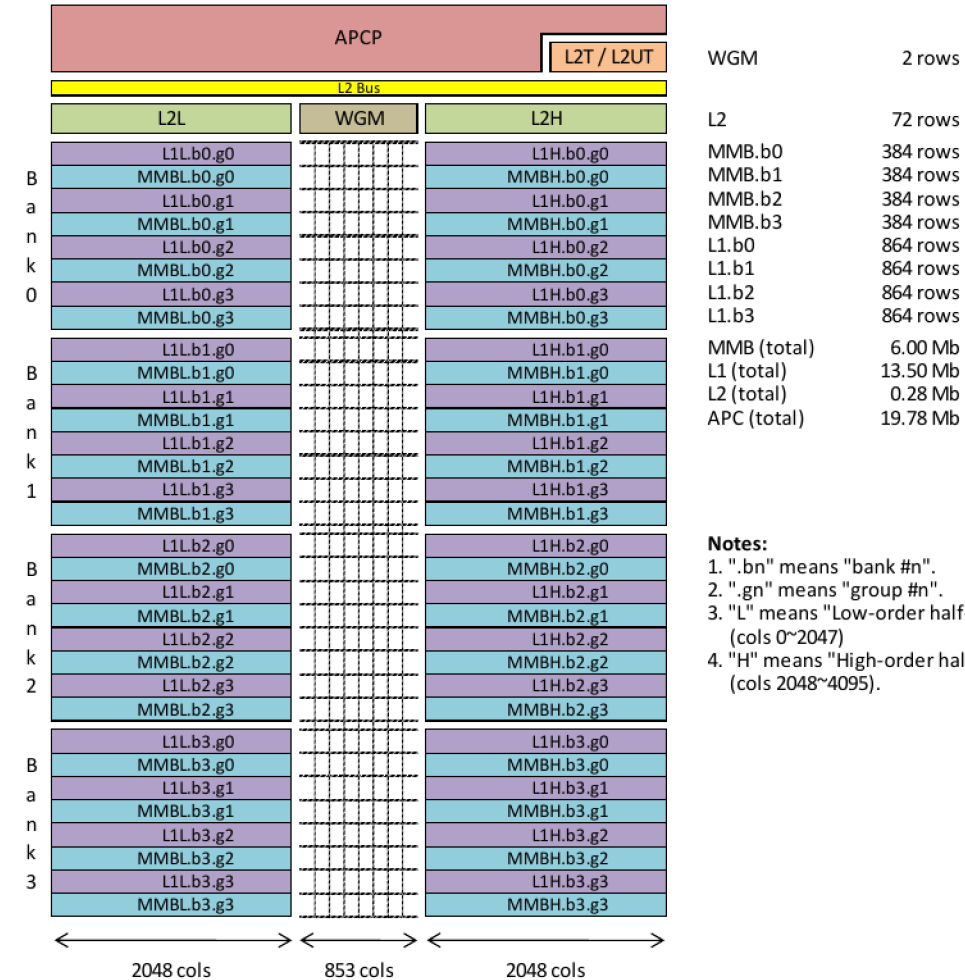 APCP
L2T / L2UT
L2 Bus
L2L
WGM
L2H
Bank 0
L1L.b0.g0
MMBL.b0.g0
L1L.b0.g1
MMBL.b0.g1
L1L.b0.g2
MMBL.b0.g2
L1L.b0.g3
MMBL.b0.g3
L1H.b0.g0
MMBH.b0.g0
L1H.b0.g1
MMBH.b0.g1
L1H.b0.g2
MMBH.b0.g2
L1H.b0.g3
MMBH.b0.g3
Bank 1
L1L.b1.g0
MMBL.b1.g0
L1L.b1.g1
MMBL.b1.g1
L1L.b1.g2
MMBL.b1.g2
L1L.b1.g3
MMBL.b1.g3
L1H.b1.g0
MMBH.b1.g0
L1H.b1.g1
MMBH.b1.g1
L1H.b1.g2
MMBH.b1.g2
L1H.b1.g3
MMBH.b1.g3
Bank 2
L1L.b2.g0
MMBL.b2.g0
L1L.b2.g1
MMBL.b2.g1
L1L.b2.g2
MMBL.b2.g2
L1L.b2.g3
MMBL.b2.g3
L1H.b2.g0
MMBH.b2.g0
L1H.b2.g1
MMBH.b2.g1
L1H.b2.g2
MMBH.b2.g2
L1H.b2.g3
MMBH.b2.g3
Bank 3
L1L.b3.g0
MMBL.b3.g0
L1L.b3.g1
MMBL.b3.g1
L1L.b3.g2
MMBL.b3.g2
L1L.b3.g3
MMBL.b3.g3
L1H.b3.g0
MMBH.b3.g0
L1H.b3.g1
MMBH.b3.g1
L1H.b3.g2
MMBH.b3.g2
L1H.b3.g3
MMBH.b3.g3
2048 cols
853 cols
2048 cols
WGM 2 rows
L2 72 rows
MMB.b0 384 rows
MMB.b1 384 rows
MMB.b2 384 rows
MMB.b3 384 rows
L1.b0 864 rows
L1.b1 864 rows
L1.b2 864 rows
L1.b3 864 rows
MMB (total) 6.00 Mb
L1 (total) 13.50 Mb
L2 (total) 0.28 Mb
APC (total) 19.78 Mb
Notes:
1. ".bn" means "bank #n".
2. ".gn" means "group #n".
3. "L" means "Low-order half
(cols 0~2047)
4. "H" means "High-order hal
(cols 2048~4095).